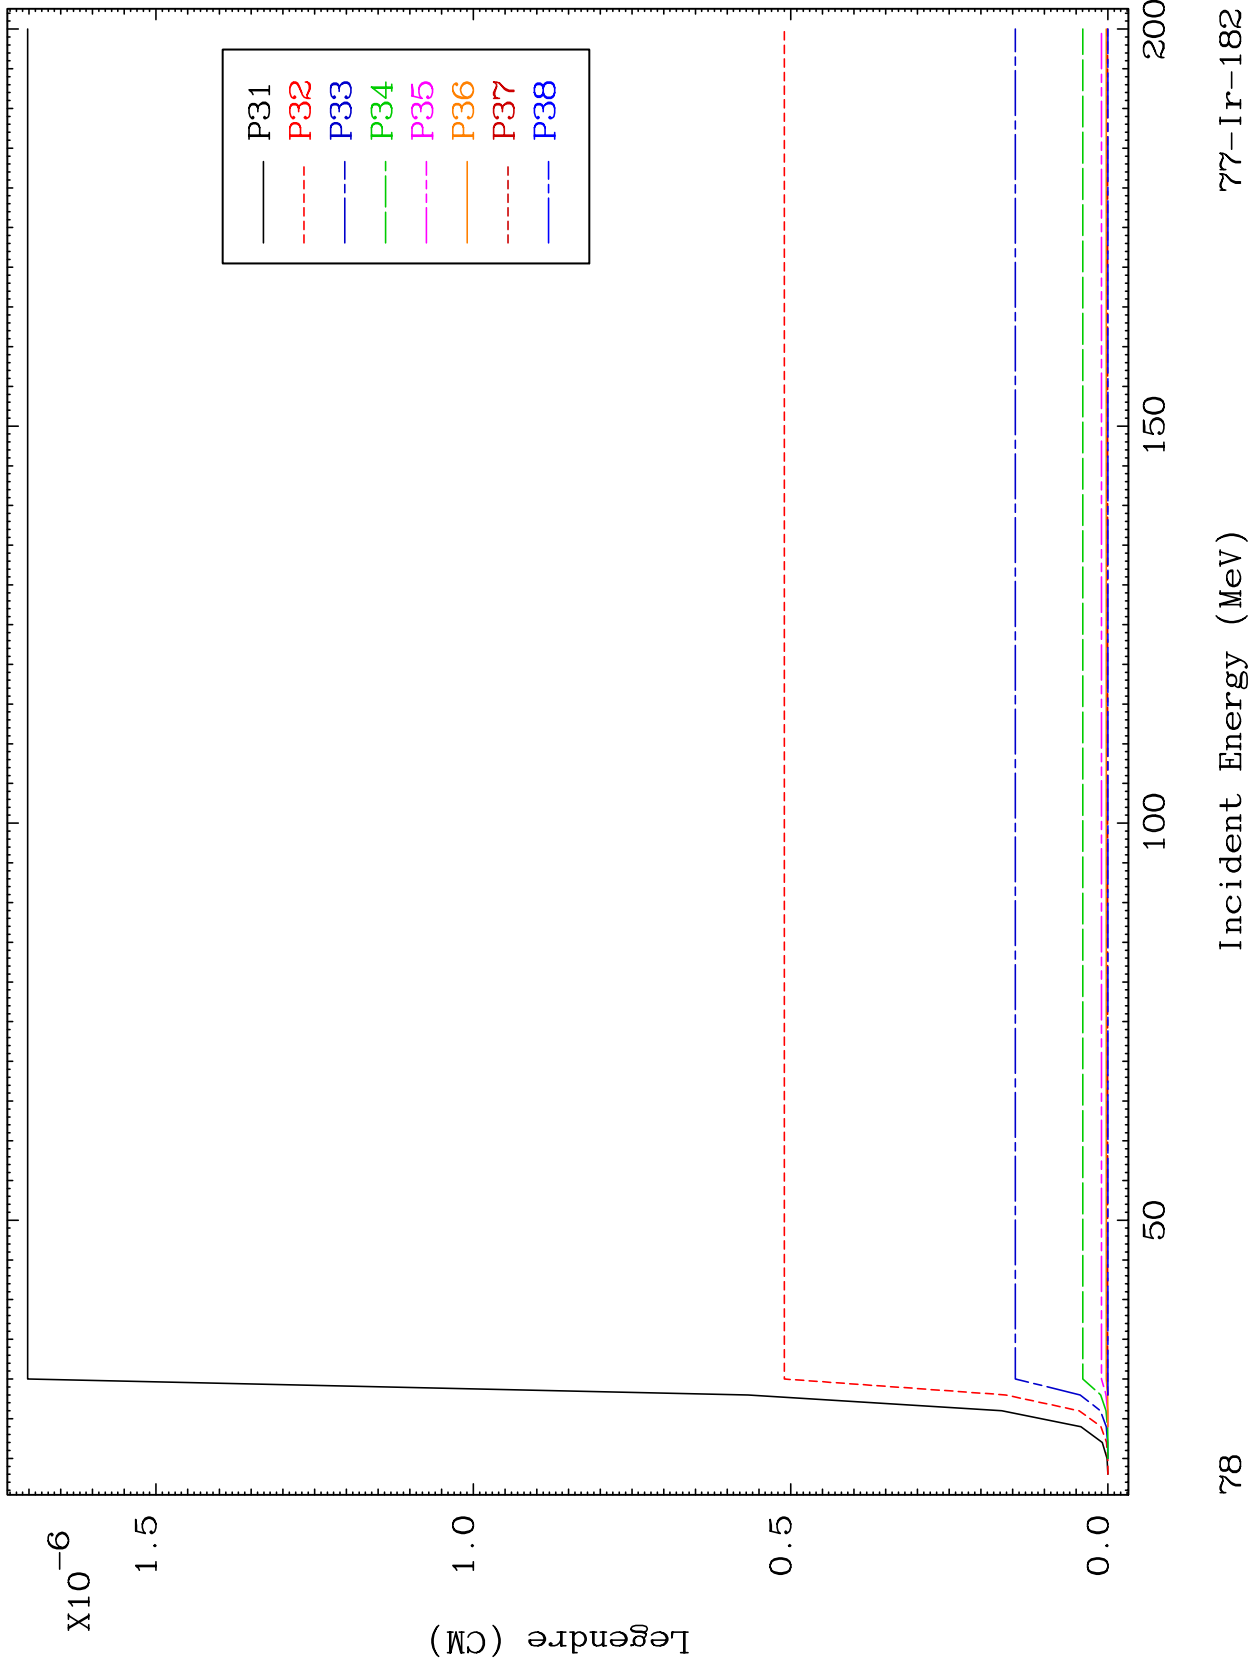 X10-6
1.5
1.0
0.5
0.0
Legendre (CM)
P31
P32
P33
P34
P35
P36
P37
P38
50
100
150
200
78
Incident Energy (MeV)
77-Ir-182